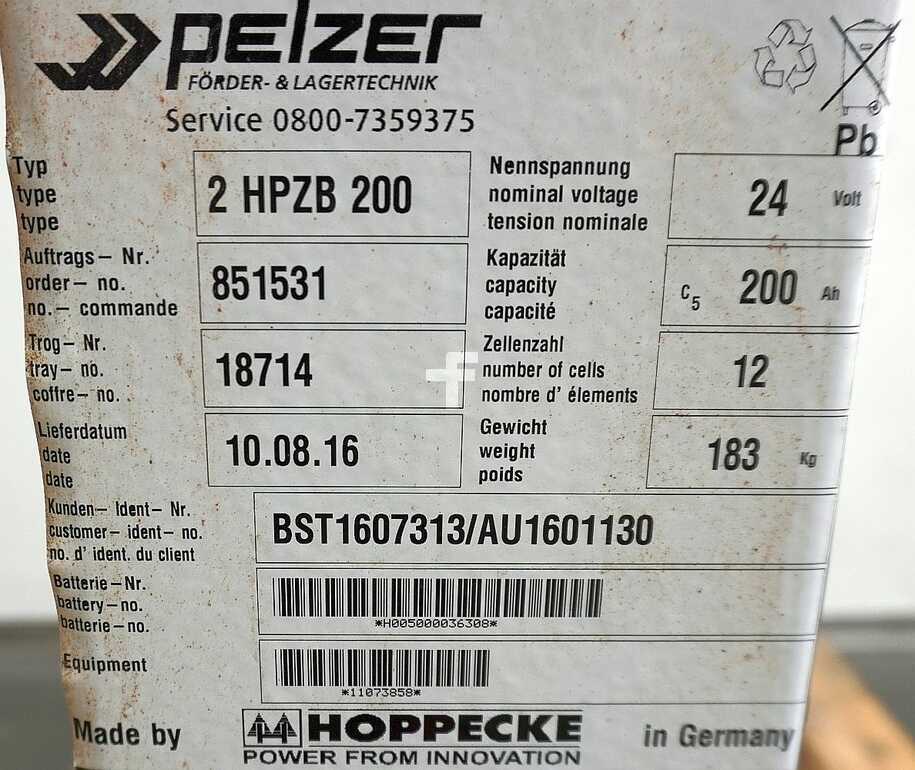 pelzer
FÖRDER- & LAGERTECHNIK
Service 0800-7359375
Pb
Typ
type
type
2 HPZB 200
Nennspannung
nominal voltage
tension nominale
24 Volt
Auftrags – Nr.
order – no.
no. – commande
851531
Kapazität
capacity
capacité
C5 200 Ah
Trog – Nr.
tray – no.
coffre – no.
18714
Zellenzahl
number of cells
nombre d' élements
12
Lieferdatum
date
date
10.08.16
Gewicht
weight
poids
183 Kg
Kunden – Ident – Nr.
customer – ident – no.
no. d' ident. du client
BST1607313/AU1601130
Batterie – Nr.
battery – no.
batterie – no.
*H005000036308*
Equipment
*11073858*
Made by HOPPECKE in Germany
POWER FROM INNOVATION